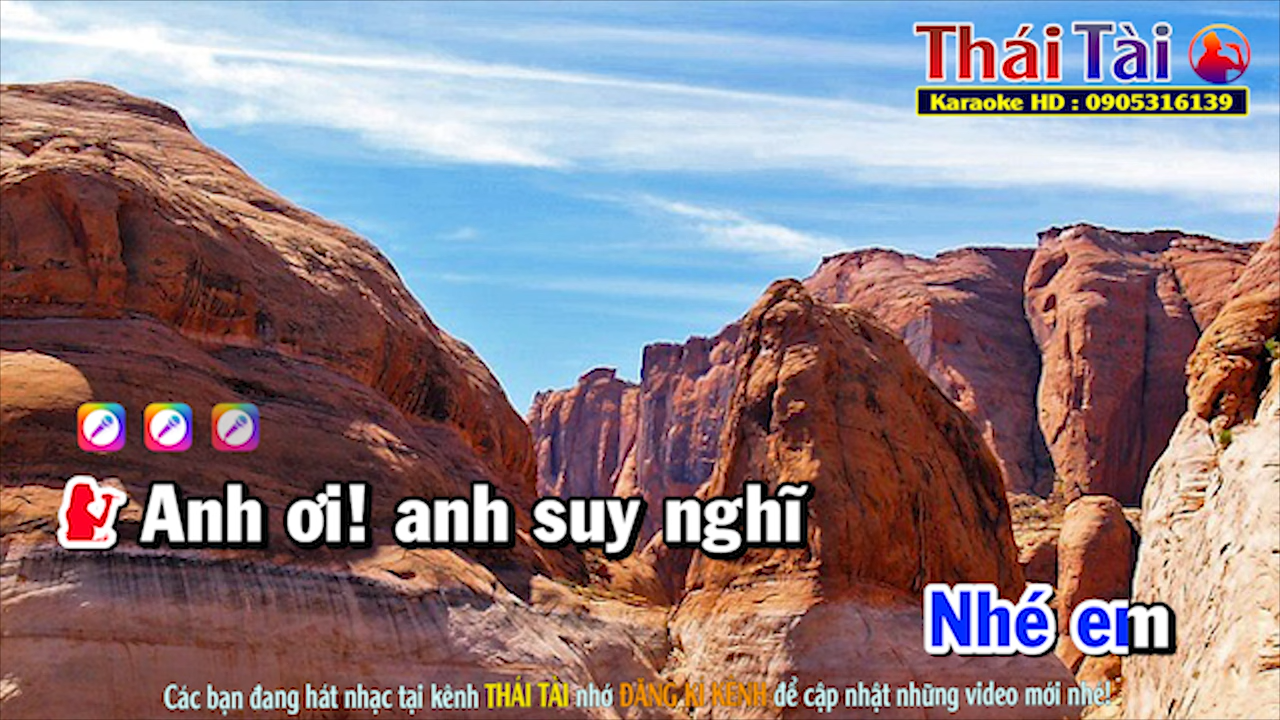 Thái Tài
Karaoke HD : 0905316139
Anh ơi! anh suy nghĩ
Nhé em
Các bạn đang hát nhạc tại kênh THÁI TÀI nhớ ĐĂNG KÍ KÊNH để cập nhật những video mới nhé!